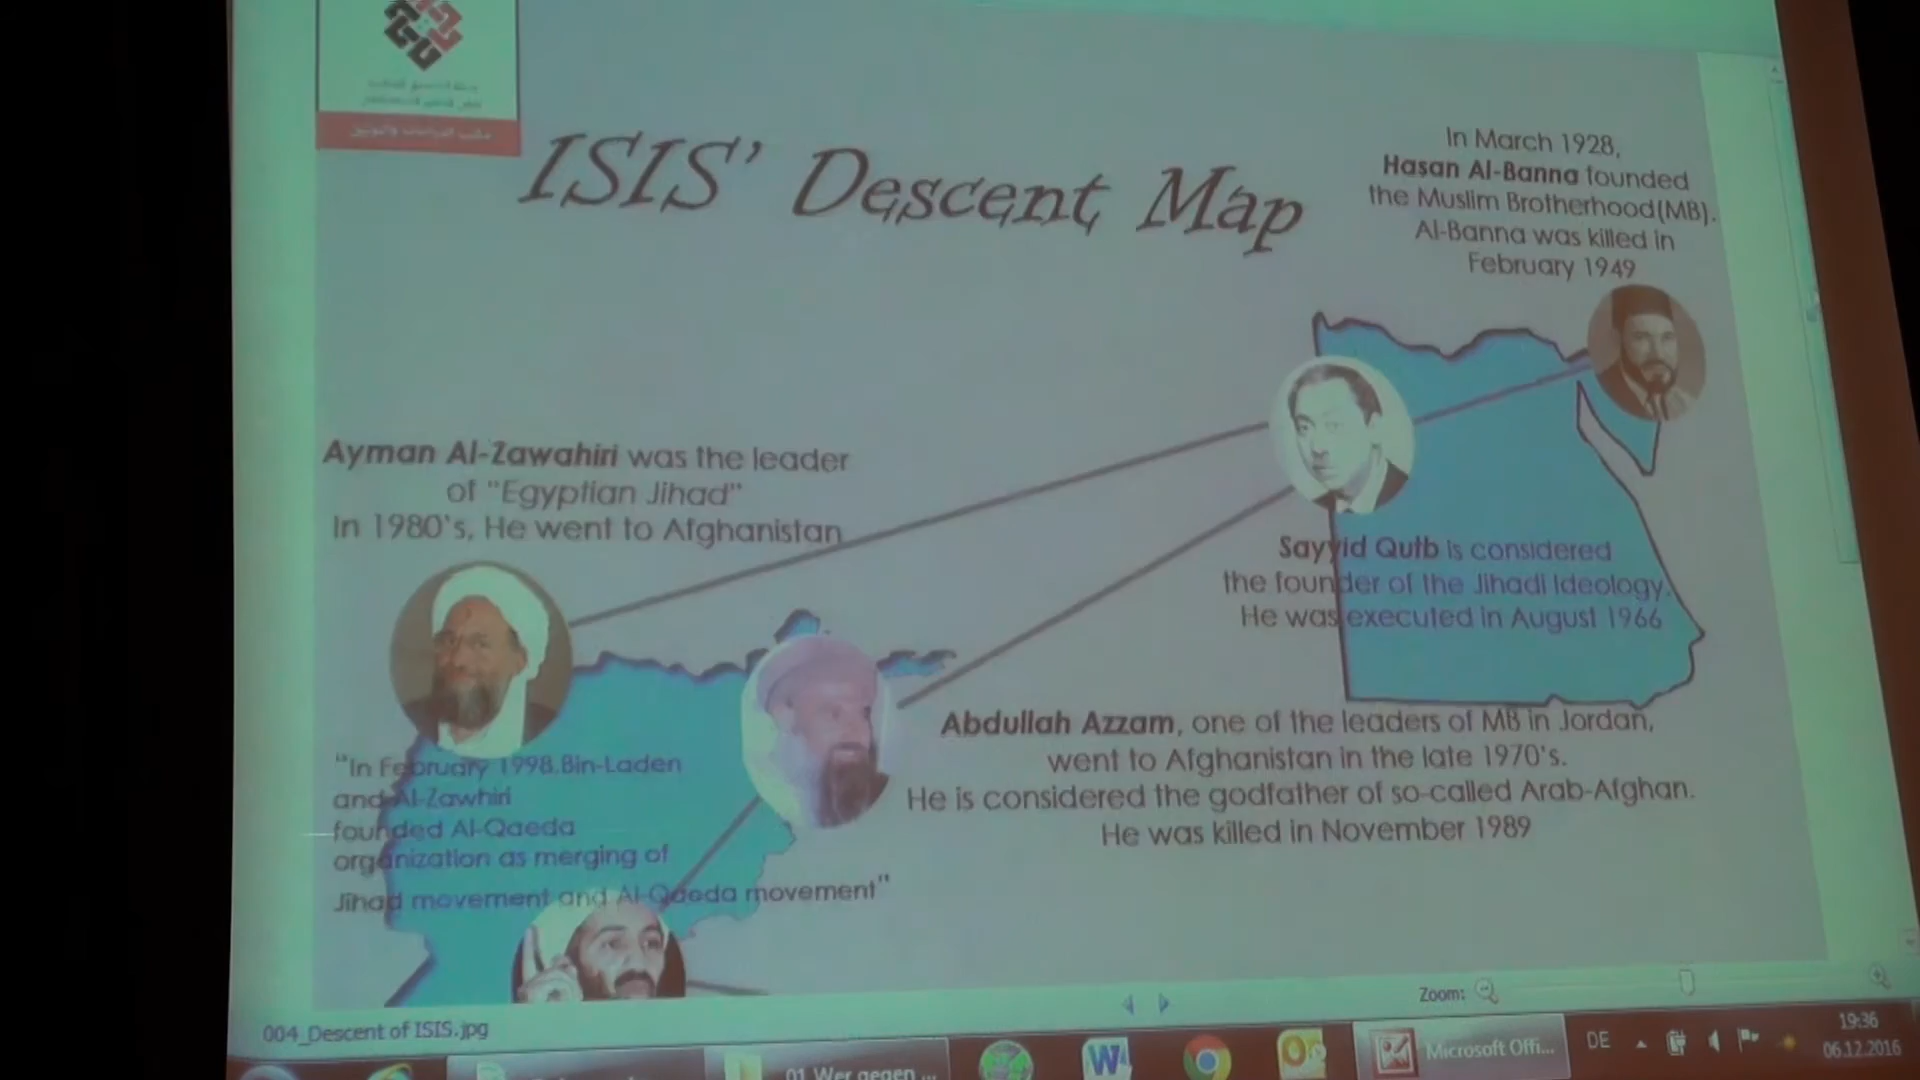 ISIS' Descent Map
In March 1928,
Hasan Al-Banna founded
the Muslim Brotherhood(MB).
Al-Banna was killed in
February 1949
Ayman Al-Zawahiri was the leader
of "Egyptian Jihad"
In 1980's, He went to Afghanistan
Sayyid Qutb is considered
the founder of the Jihadi Ideology.
He was executed in August 1966
Abdullah Azzam, one of the leaders of MB in Jordan,
went to Afghanistan in the late 1970's.
He is considered the godfather of so-called Arab-Afghan.
He was killed in November 1989
"In February 1998.Bin-Laden
and Al-Zawhiri
founded Al-Qaeda
organization as merging of
Jihad movement and Al-Qaeda movement"
Zoom:
004_Descent of ISIS.jpg
01 Wer gegen ...
Microsoft Offi...
DE
19:36
06.12.2016